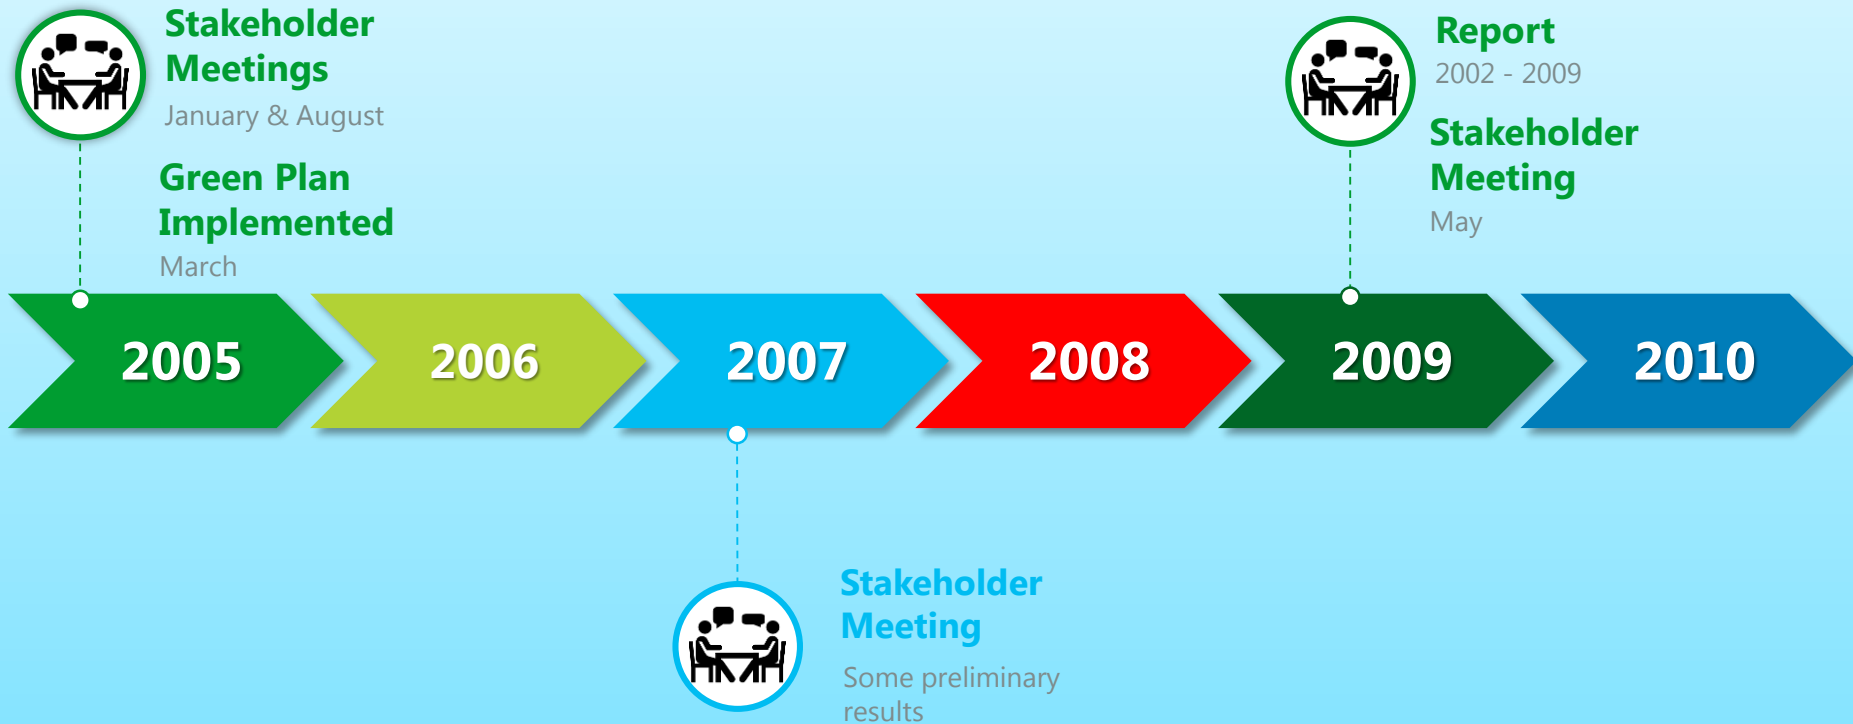 Stakeholder
Meetings
January & August
Green Plan
Implemented
March
Report
2002 - 2009
Stakeholder
Meeting
May
2005
2006
2007
2008
2009
2010
Stakeholder
Meeting
Some preliminary
results